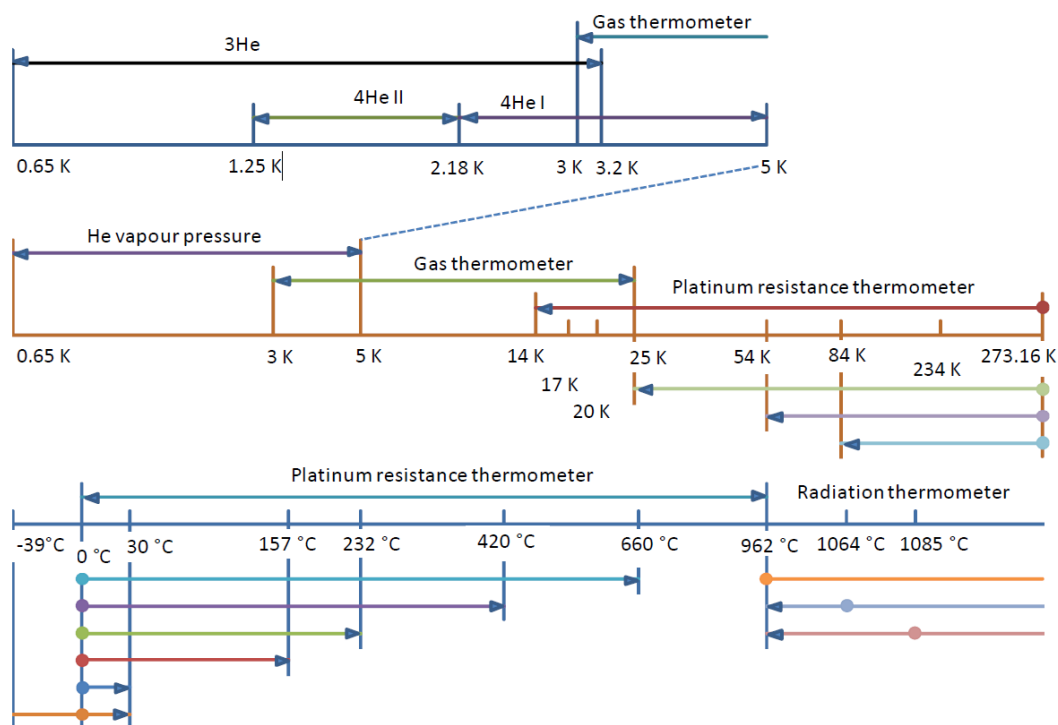 Gas thermometer
3He
4He II
4He I
0.65 K
1.25 K
2.18 K
3 K
3.2 K
5 K
He vapour pressure
Gas thermometer
Platinum resistance thermometer
0.65 K
3 K
5 K
14 K
17 K
20 K
25 K
54 K
84 K
234 K
273.16 K
Platinum resistance thermometer
Radiation thermometer
-39°C
0 °C
30 °C
157 °C
232 °C
420 °C
660 °C
962 °C
1064 °C
1085 °C